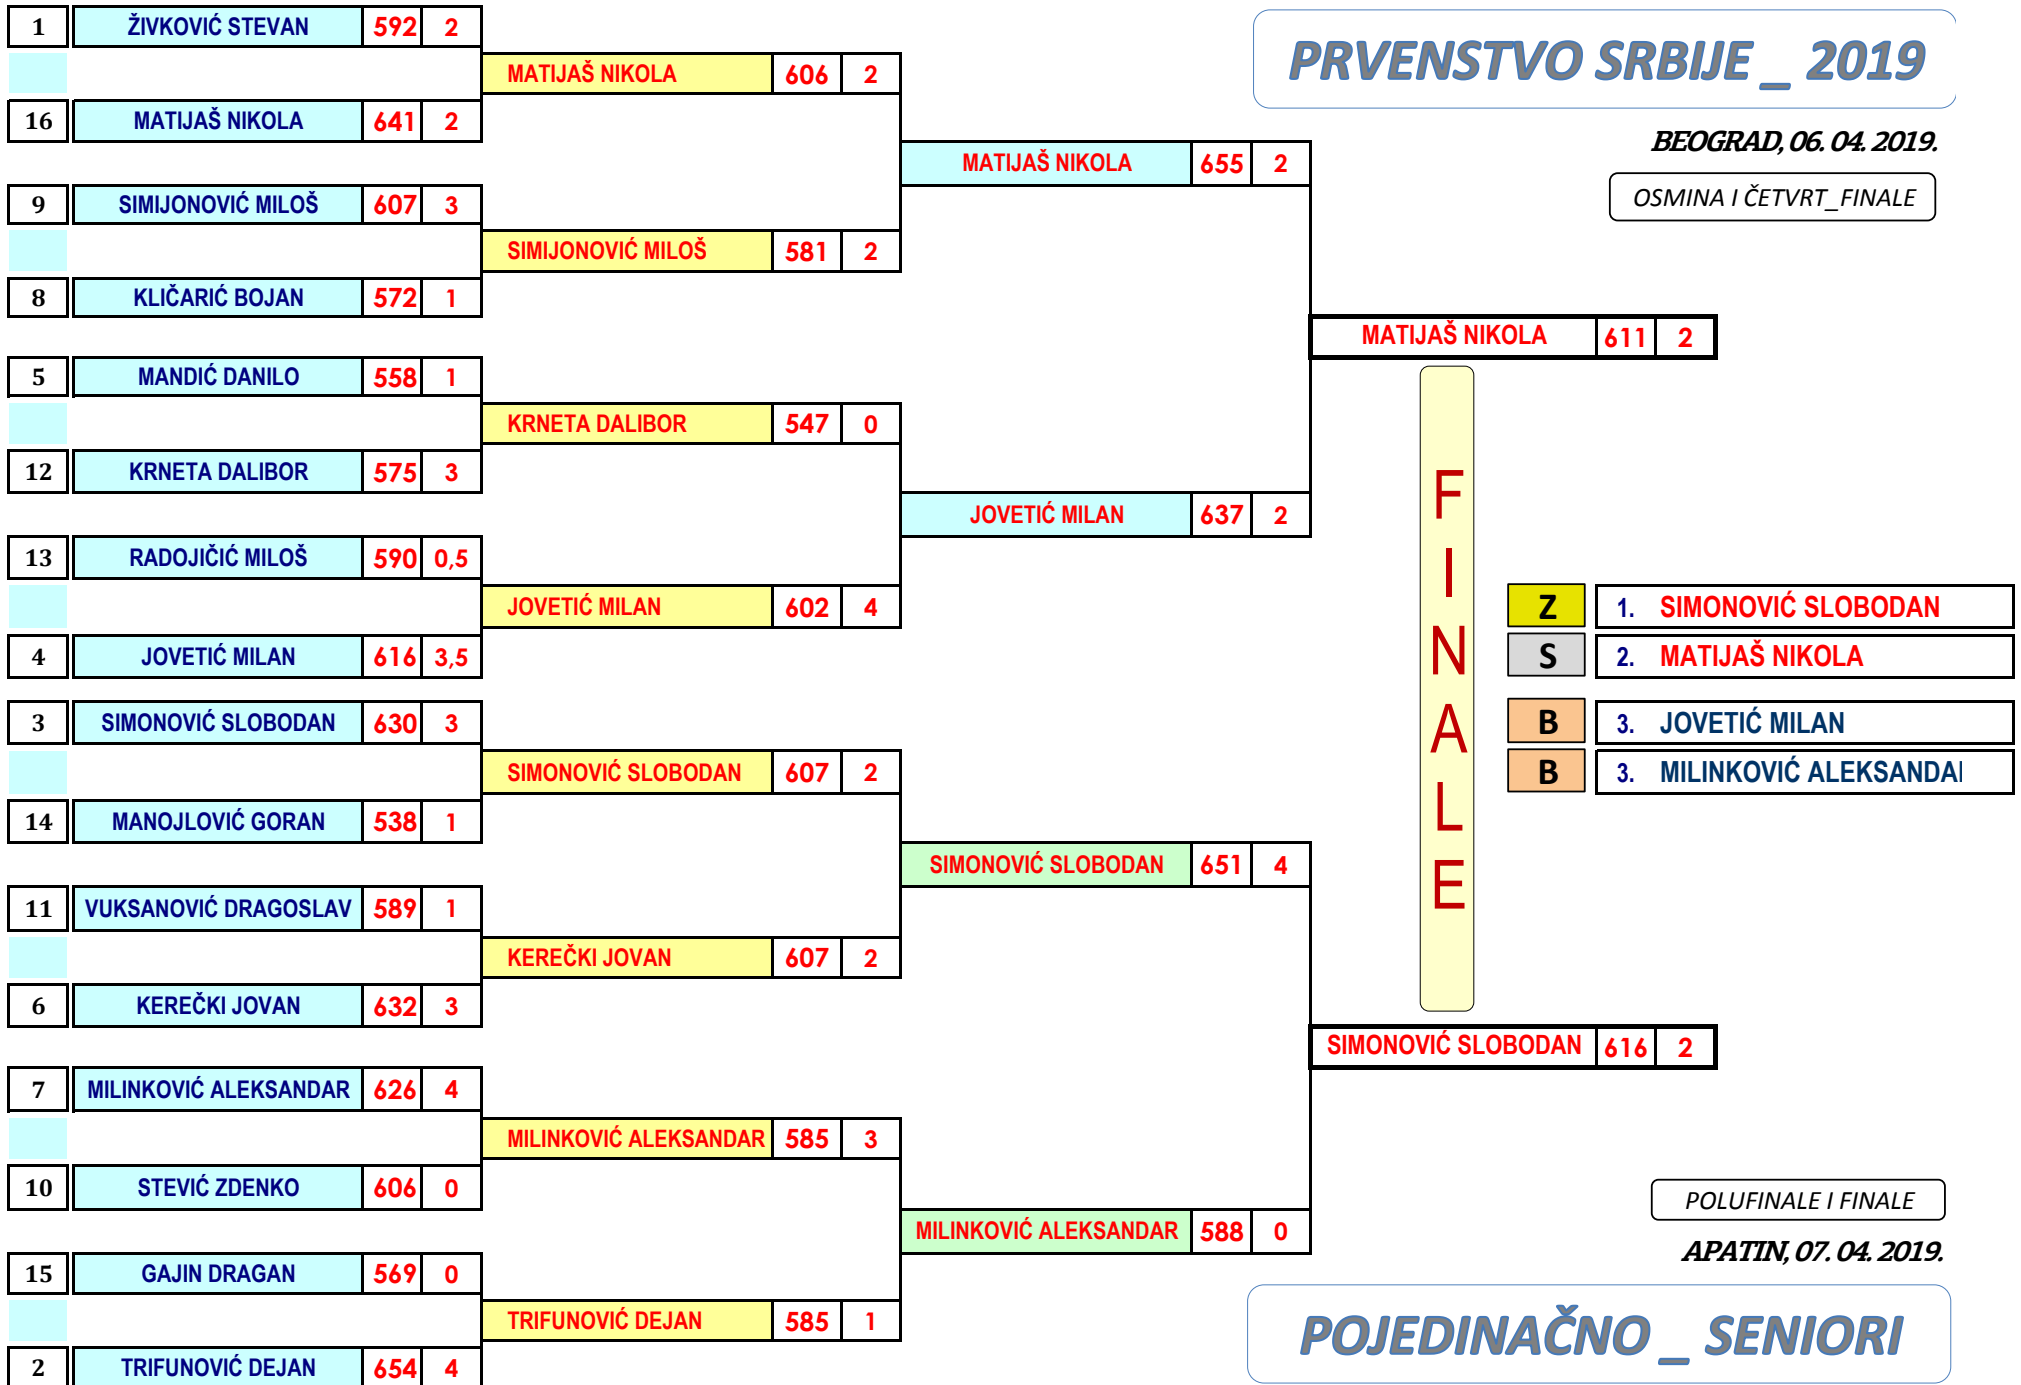 PRVENSTVO SRBIJE _ 2019
BEOGRAD, 06. 04. 2019.
OSMINA I ČETVRT_FINALE
1 ŽIVKOVIĆ STEVAN 592 2
16 MATIJAŠ NIKOLA 641 2
9 SIMIJONOVIĆ MILOŠ 607 3
8 KLIČARIĆ BOJAN 572 1
5 MANDIĆ DANILO 558 1
12 KRNETA DALIBOR 575 3
13 RADOJIČIĆ MILOŠ 590 0,5
4 JOVETIĆ MILAN 616 3,5
3 SIMONOVIĆ SLOBODAN 630 3
14 MANOJLOVIĆ GORAN 538 1
11 VUKSANOVIĆ DRAGOSLAV 589 1
6 KEREČKI JOVAN 632 3
7 MILINKOVIĆ ALEKSANDAR 626 4
10 STEVIĆ ZDENKO 606 0
15 GAJIN DRAGAN 569 0
2 TRIFUNOVIĆ DEJAN 654 4
MATIJAŠ NIKOLA 606 2
SIMIJONOVIĆ MILOŠ 581 2
KRNETA DALIBOR 547 0
JOVETIĆ MILAN 602 4
SIMONOVIĆ SLOBODAN 607 2
KEREČKI JOVAN 607 2
MILINKOVIĆ ALEKSANDAR 585 3
TRIFUNOVIĆ DEJAN 585 1
MATIJAŠ NIKOLA 655 2
JOVETIĆ MILAN 637 2
SIMONOVIĆ SLOBODAN 651 4
MILINKOVIĆ ALEKSANDAR 588 0
MATIJAŠ NIKOLA 611 2
FINALE
SIMONOVIĆ SLOBODAN 616 2
Z 1. SIMONOVIĆ SLOBODAN
S 2. MATIJAŠ NIKOLA
B 3. JOVETIĆ MILAN
B 3. MILINKOVIĆ ALEKSANDA
POLUFINALE I FINALE
APATIN, 07. 04. 2019.
POJEDINAČNO _ SENIORI